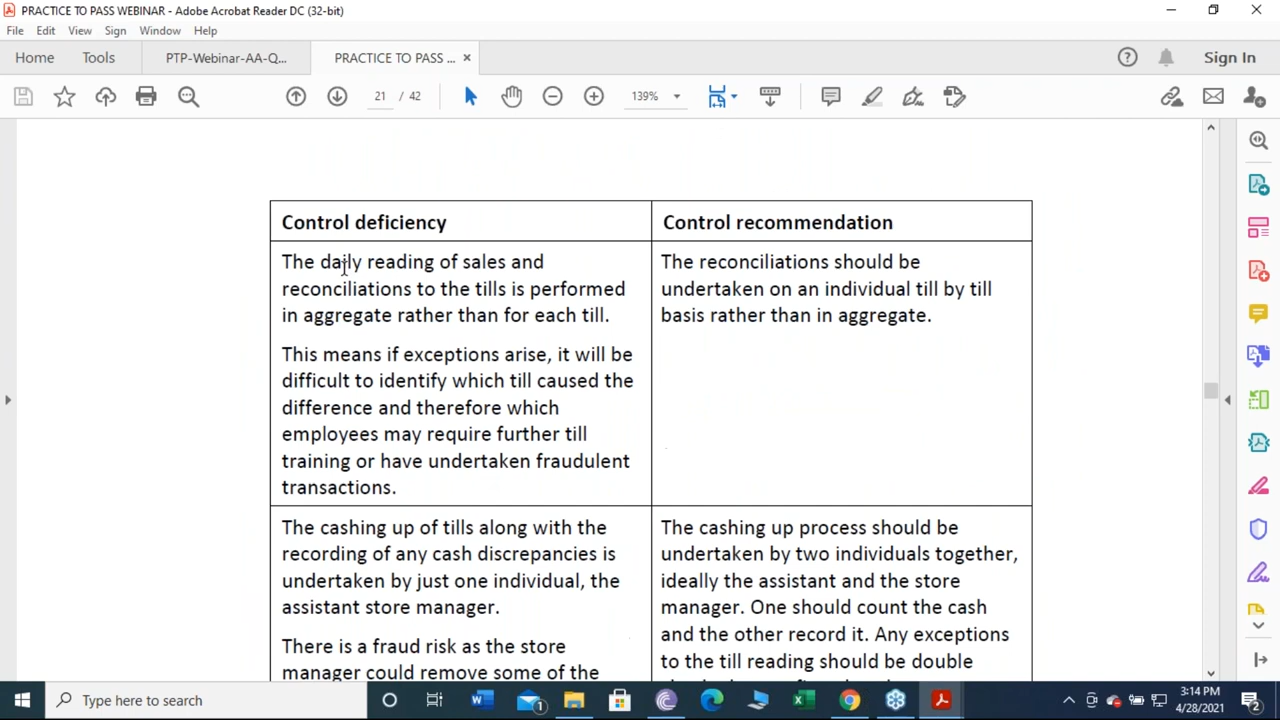 PRACTICE TO PASS WEBINAR - Adobe Acrobat Reader DC (32-bit)
File Edit View Sign Window Help
Home Tools PTP-Webinar-AA-Q... PRACTICE TO PASS ... × Sign In
21 / 42 139%
Control deficiency Control recommendation
The daily reading of sales and
reconciliations to the tills is performed
in aggregate rather than for each till.
This means if exceptions arise, it will be
difficult to identify which till caused the
difference and therefore which
employees may require further till
training or have undertaken fraudulent
transactions.
The reconciliations should be
undertaken on an individual till by till
basis rather than in aggregate.
The cashing up of tills along with the
recording of any cash discrepancies is
undertaken by just one individual, the
assistant store manager.
There is a fraud risk as the store
manager could remove some of the
The cashing up process should be
undertaken by two individuals together,
ideally the assistant and the store
manager. One should count the cash
and the other record it. Any exceptions
to the till reading should be double
Type here to search
1
3:14 PM
4/28/2021
2